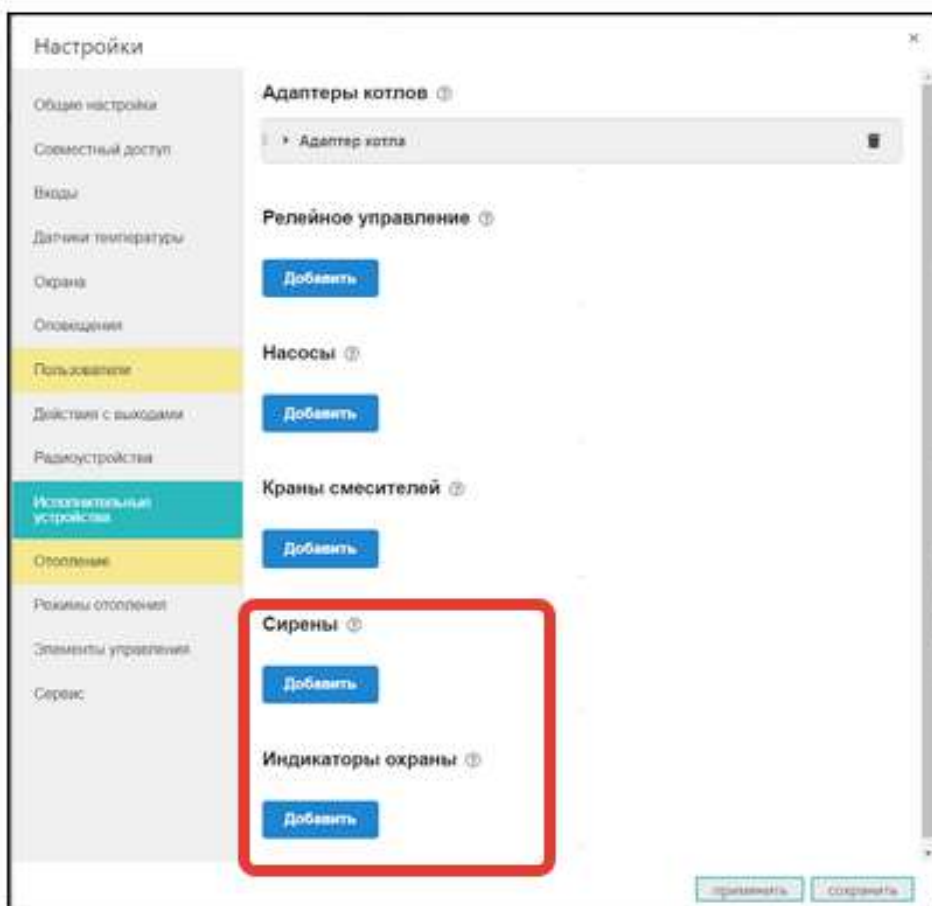 Настройки
Общие настройки
Совместный доступ
Входы
Датчики температуры
Охрана
Оповещения
Пользователи
Действия с выходами
Радиоустройства
Исполнительные
устройства
Отопление
Режимы отопления
Элементы управления
Сервис
Адаптеры котлов
Адаптер котла
Релейное управление
Добавить
Насосы
Добавить
Краны смесителей
Добавить
Сирены
Добавить
Индикаторы охраны
Добавить
применить
сохранить